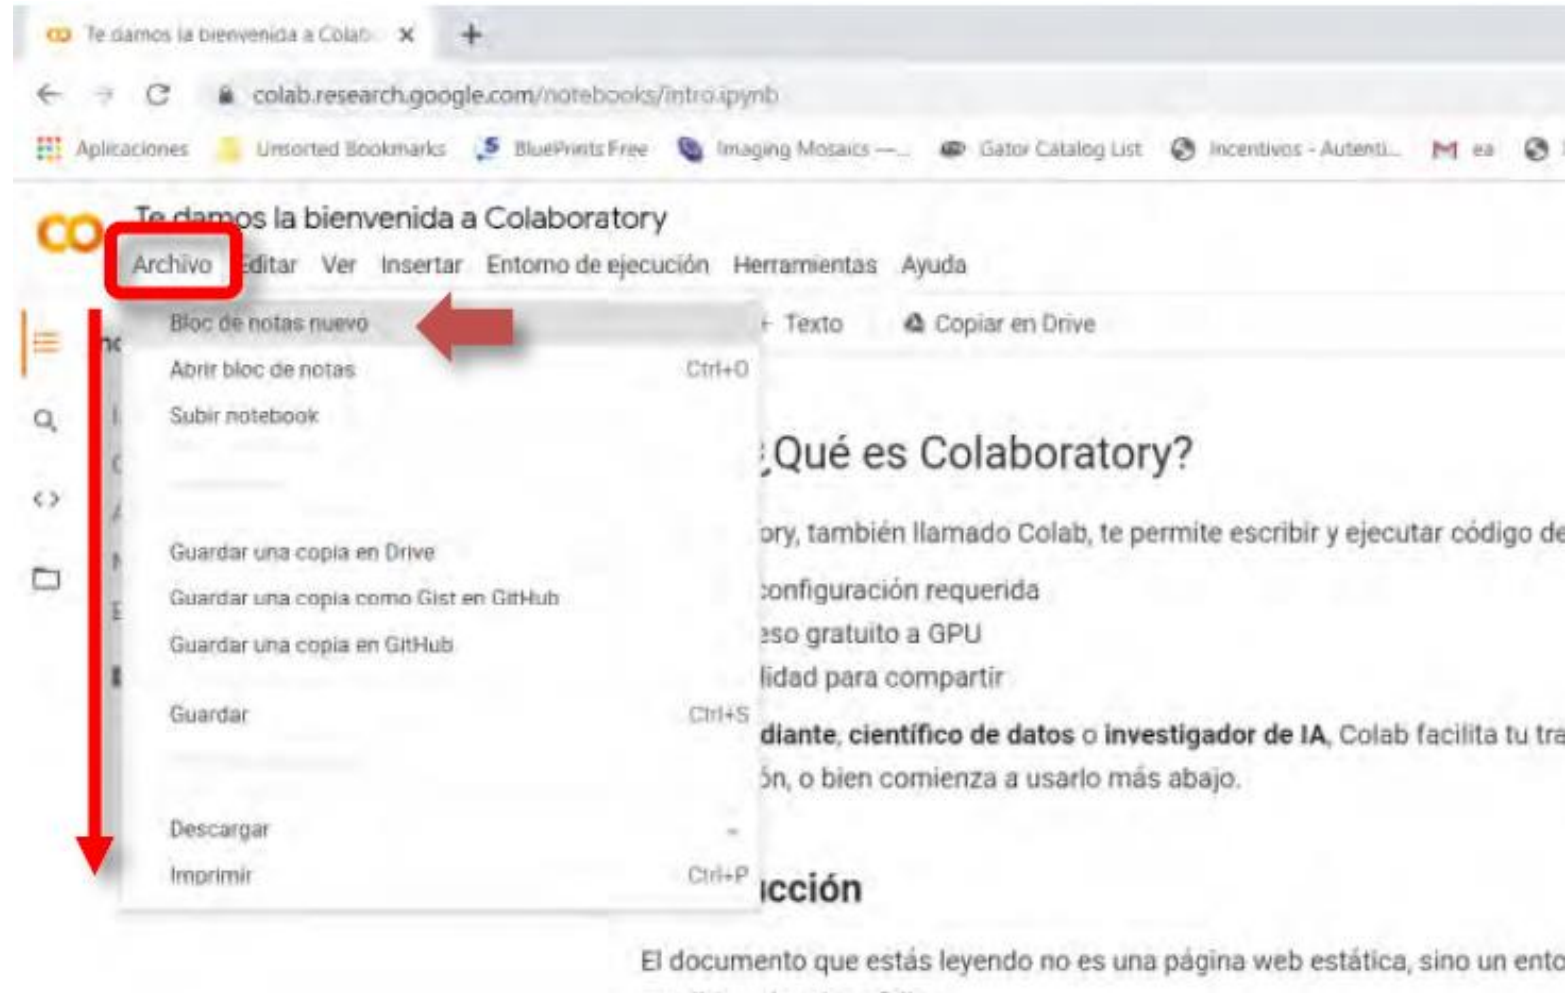 Te damos la bienvenida a Colab
colab.research.google.com/notebooks/intro.ipynb
Aplicaciones Unsorted Bookmarks BluePrints Free Imaging Mosaics —... Gator Catalog List Incentivos - Autenti... ea
Te damos la bienvenida a Colaboratory
Archivo Editar Ver Insertar Entorno de ejecución Herramientas Ayuda
Bloc de notas nuevo
+ Texto Copiar en Drive
Abrir bloc de notas Ctrl+O
Subir notebook
¿Qué es Colaboratory?
Guardar una copia en Drive
ory, también llamado Colab, te permite escribir y ejecutar código de
Guardar una copia como Gist en GitHub
configuración requerida
Guardar una copia en GitHub
eso gratuito a GPU
lidad para compartir
Guardar Ctrl+S
diante, científico de datos o investigador de IA, Colab facilita tu tra
ón, o bien comienza a usarlo más abajo.
Descargar
Imprimir Ctrl+P
cción
El documento que estás leyendo no es una página web estática, sino un ento